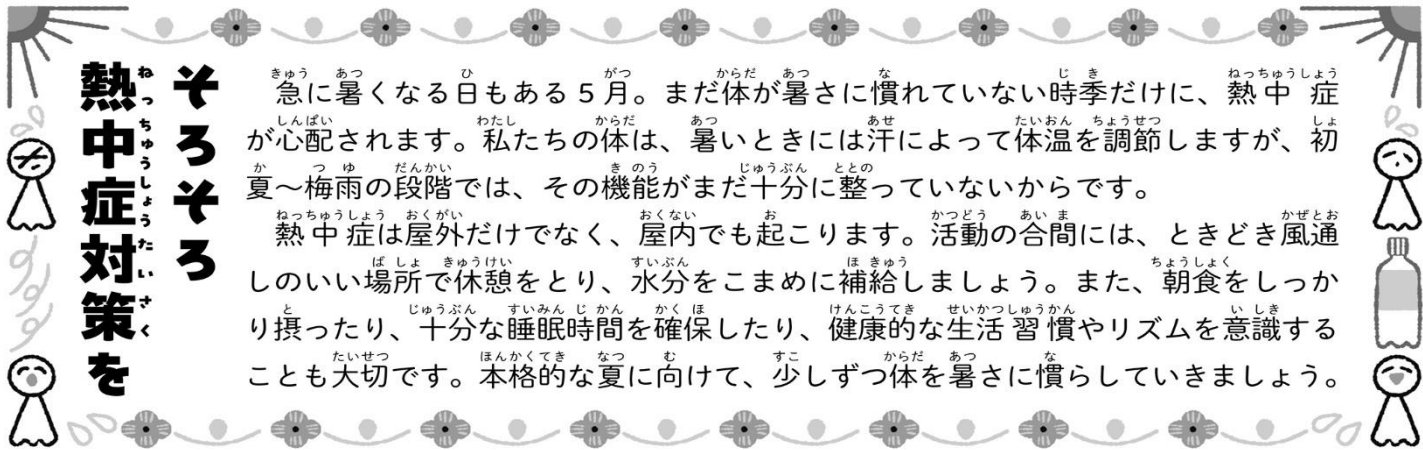 そろそろ
熱中症対策を
急に暑くなる日もある5月。まだ体が暑さに慣れていない時季だけに、熱中症
が心配されます。私たちの体は、暑いときには汗によって体温を調節しますが、初
夏～梅雨の段階では、その機能がまだ十分に整っていないからです。
熱中症は屋外だけでなく、屋内でも起こります。活動の合間には、ときどき風通
しのいい場所で休憩をとり、水分をこまめに補給しましょう。また、朝食をしっか
り摂ったり、十分な睡眠時間を確保したり、健康的な生活習慣やリズムを意識する
ことも大切です。本格的な夏に向けて、少しずつ体を暑さに慣らしていきましょう。